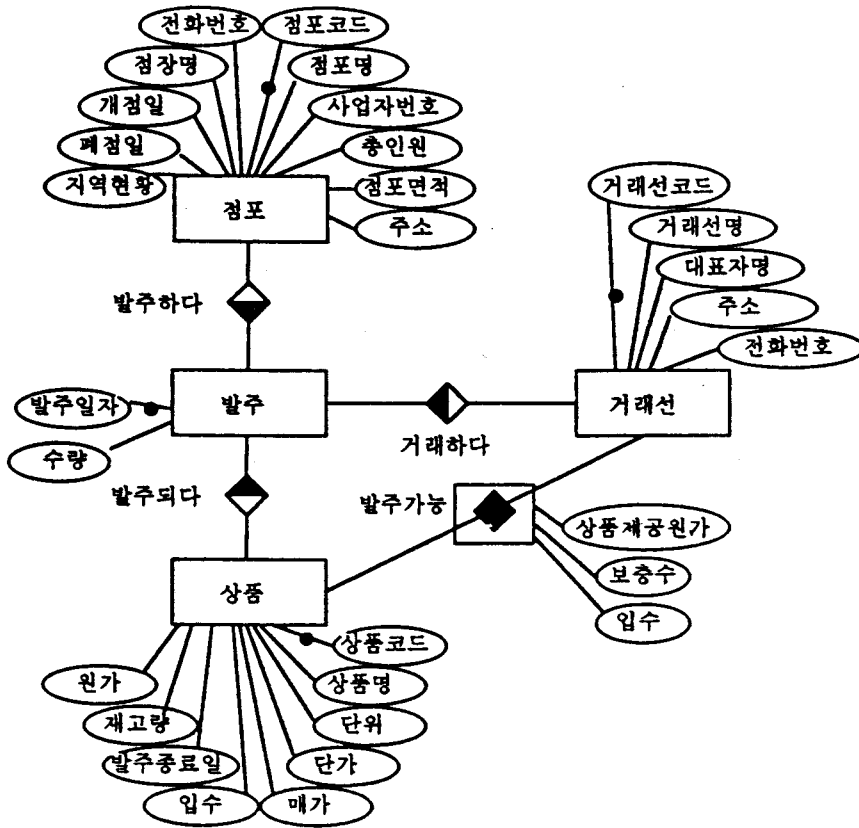 전화번호 점포코드
점장명 점포명
개점일 사업자번호
폐점일 총인원
지역현황 점포 점포면적
주소
거래선코드
거래선명
대표자명
주소
전화번호
발주하다
발주일자 발주 거래선
수량
거래하다
발주되다 발주가능
상품제공원가
보충수
입수
상품
상품코드
원가 상품명
재고량 단위
발주종료일 단가
입수 매가